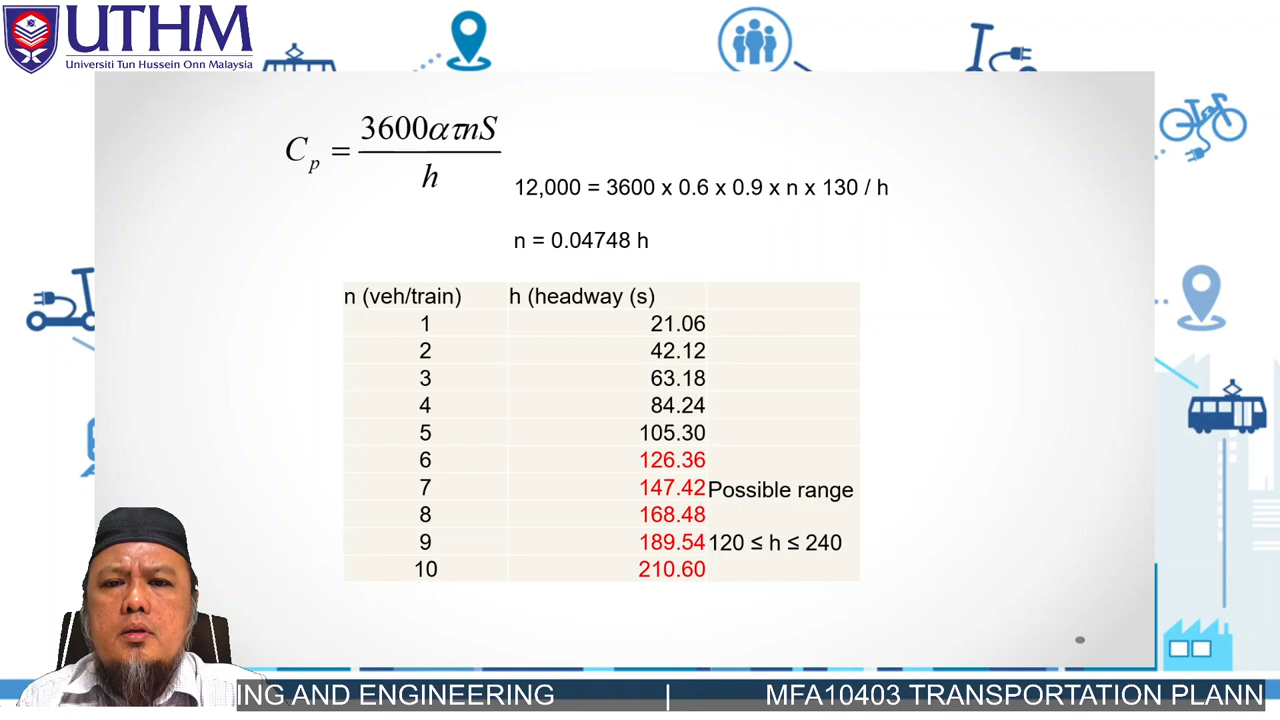 UTHM
Universiti Tun Hussein Onn Malaysia
C_p = 3600ατnS / h
12,000 = 3600 x 0.6 x 0.9 x n x 130 / h
n = 0.04748 h
n (veh/train) h (headway (s)
1 21.06
2 42.12
3 63.18
4 84.24
5 105.30
6 126.36
7 147.42 Possible range
8 168.48
9 189.54 120 ≤ h ≤ 240
10 210.60
ING AND ENGINEERING | MFA10403 TRANSPORTATION PLANN